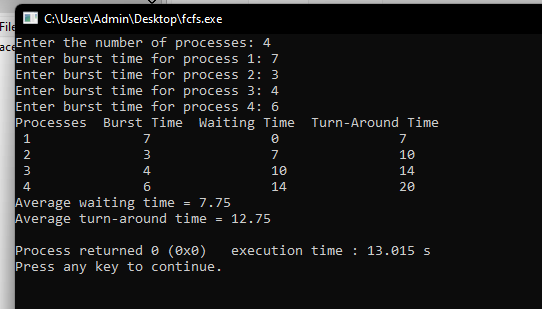 C:\Users\Admin\Desktop\fcfs.exe
File
ace
Enter the number of processes: 4
Enter burst time for process 1: 7
Enter burst time for process 2: 3
Enter burst time for process 3: 4
Enter burst time for process 4: 6
Processes  Burst Time  Waiting Time  Turn-Around Time
1 7 0 7
2 3 7 10
3 4 10 14
4 6 14 20
Average waiting time = 7.75
Average turn-around time = 12.75
Process returned 0 (0x0)   execution time : 13.015 s
Press any key to continue.